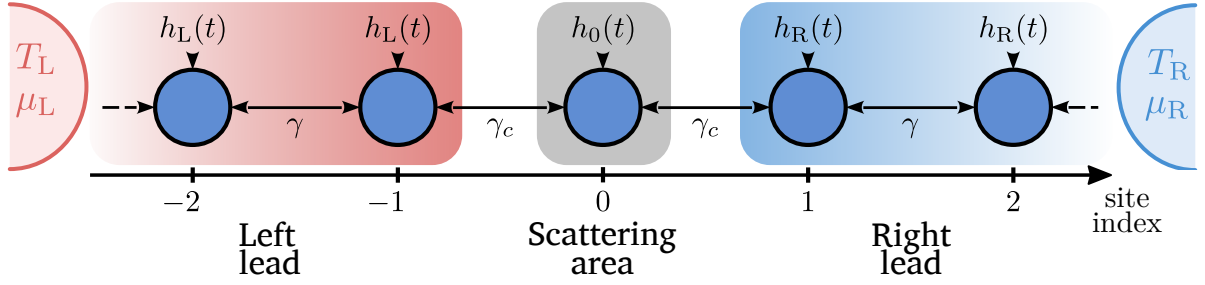 h_L(t) h_L(t) h_0(t) h_R(t) h_R(t)
T_L
μ_L
T_R
μ_R
γ γ_c γ_c γ
−2 −1 0 1 2
site
index
Left
lead
Scattering
area
Right
lead